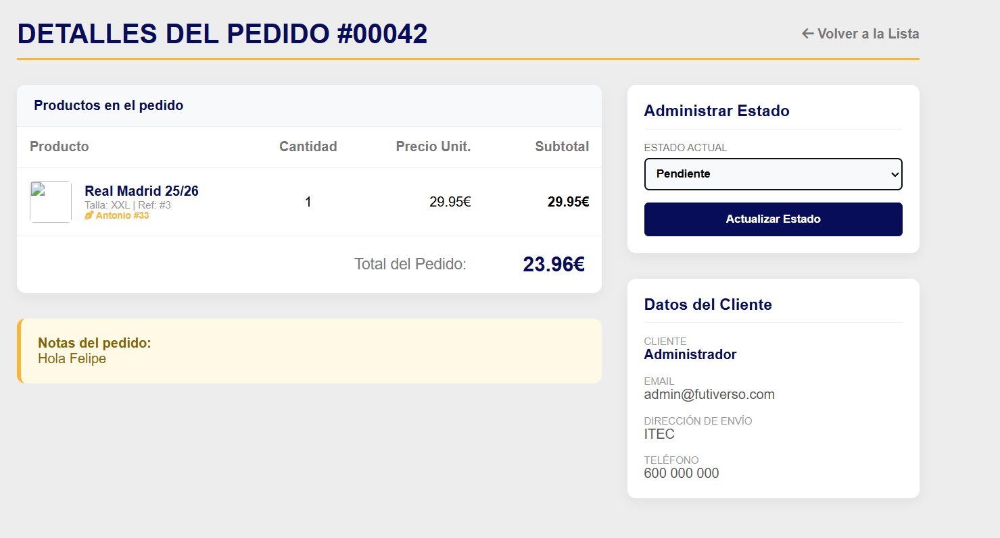 DETALLES DEL PEDIDO #00042
← Volver a la Lista
Productos en el pedido
Producto Cantidad Precio Unit. Subtotal
Real Madrid 25/26
Talla: XXL | Ref: #3
Antonio #33
1 29.95€ 29.95€
Total del Pedido: 23.96€
Notas del pedido:
Hola Felipe
Administrar Estado
ESTADO ACTUAL
Pendiente
Actualizar Estado
Datos del Cliente
CLIENTE
Administrador
EMAIL
admin@futiverso.com
DIRECCIÓN DE ENVÍO
ITEC
TELÉFONO
600 000 000